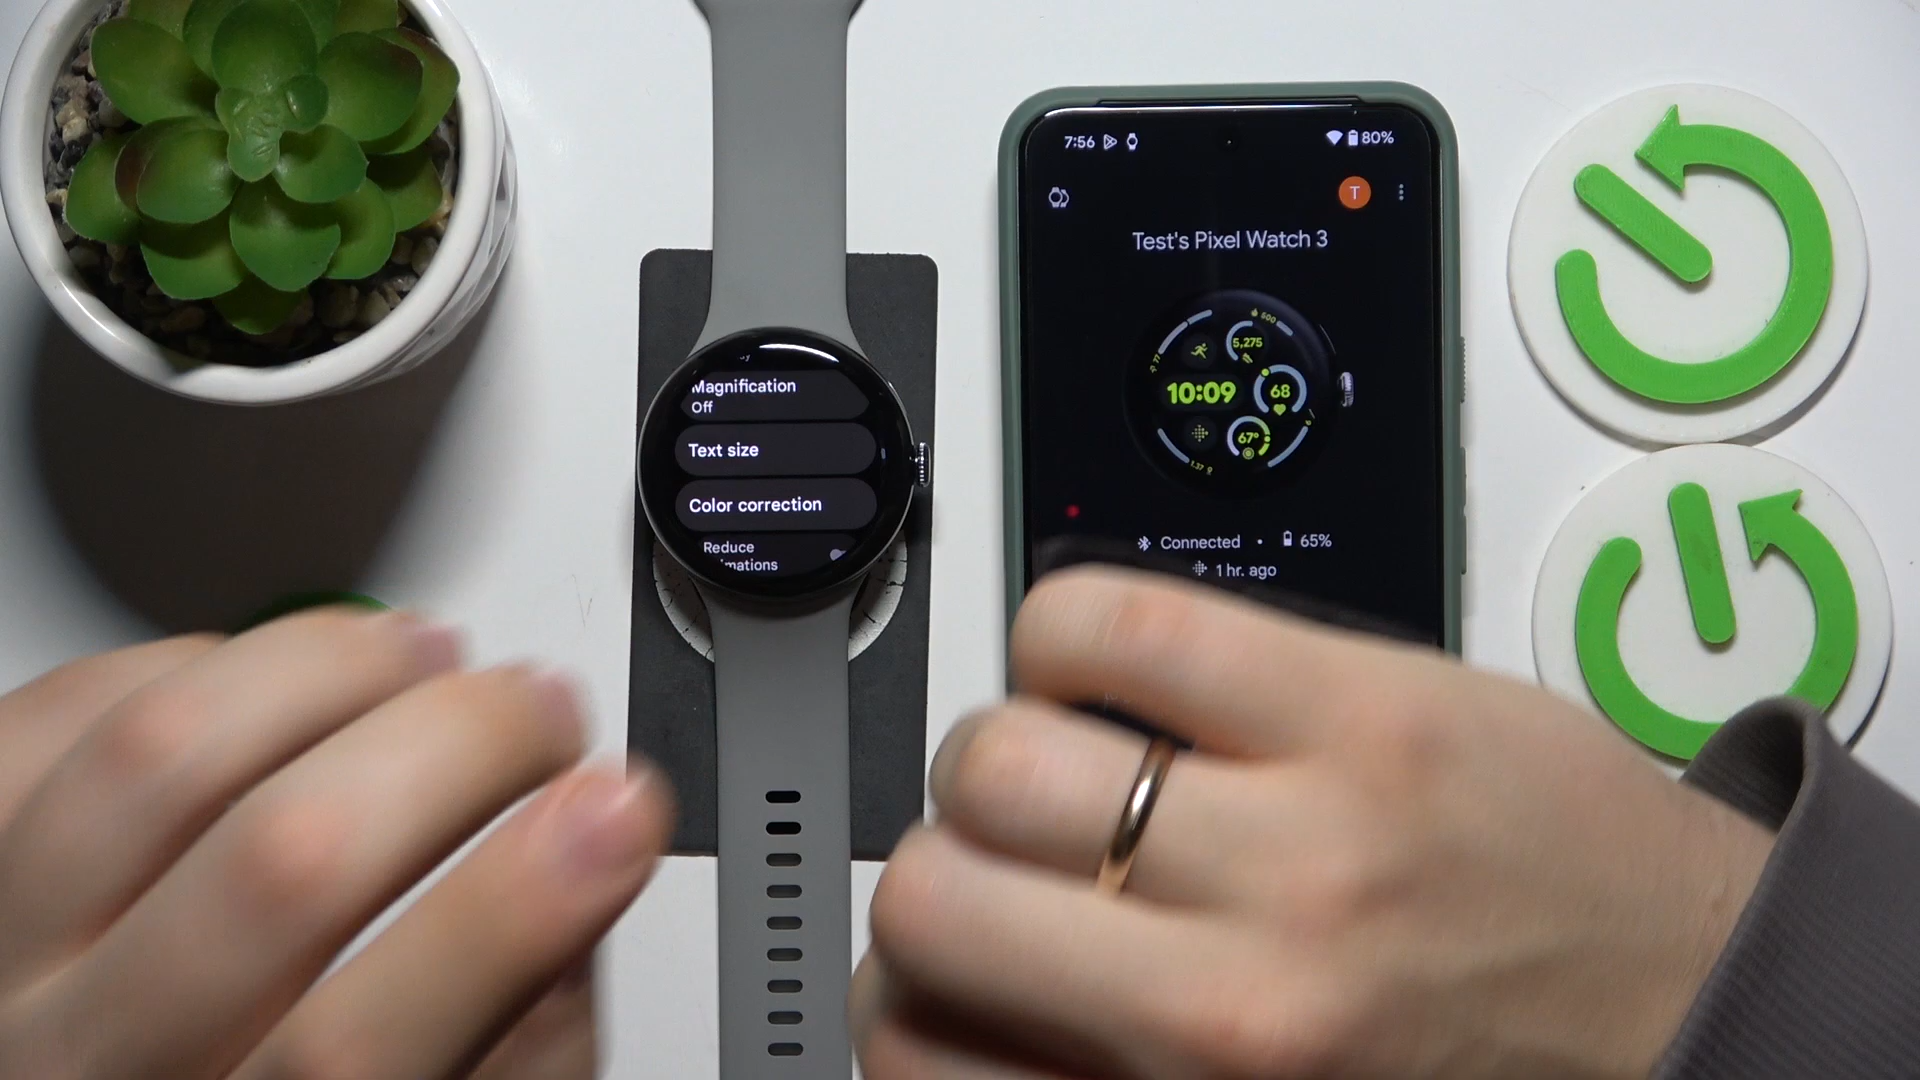 Magnification
Off
Text size
Color correction
Reduce
7:56
80%
T
Test's Pixel Watch 3
500
5,275
10:09
68
67°
Connected • 65%
1 hr. ago